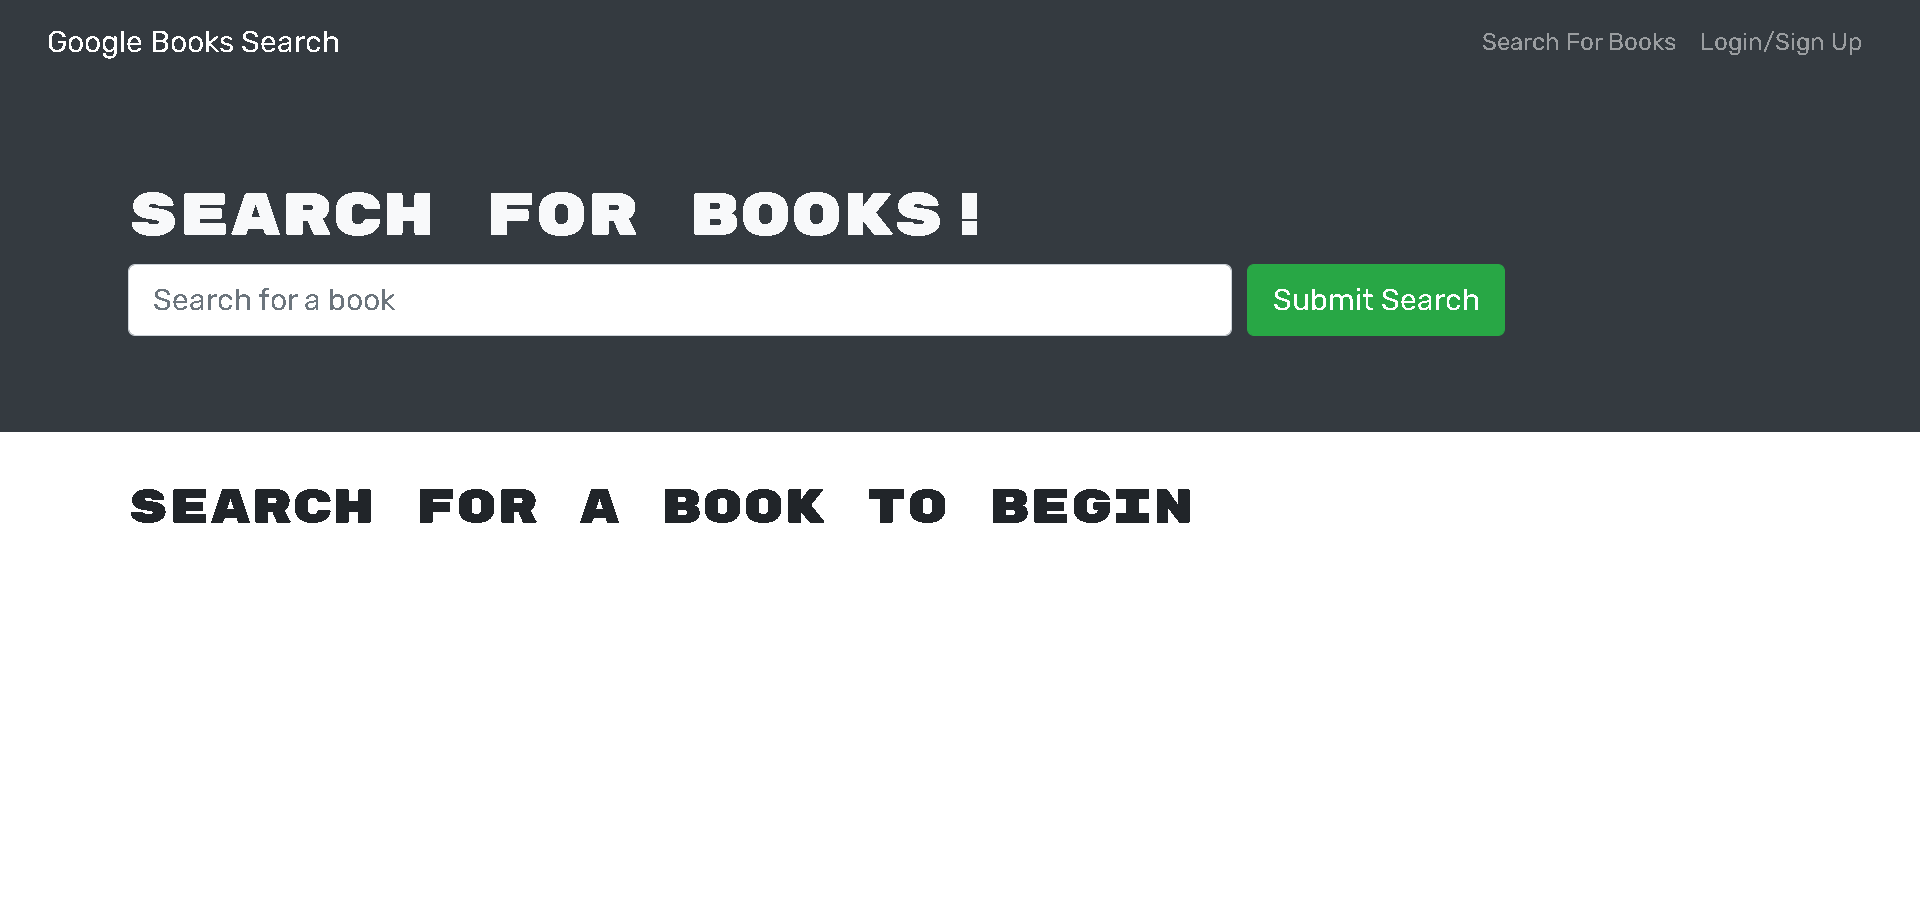 Google Books Search
Search For Books
Login/Sign Up
SEARCH FOR BOOKS!
Search for a book
Submit Search
SEARCH FOR A BOOK TO BEGIN